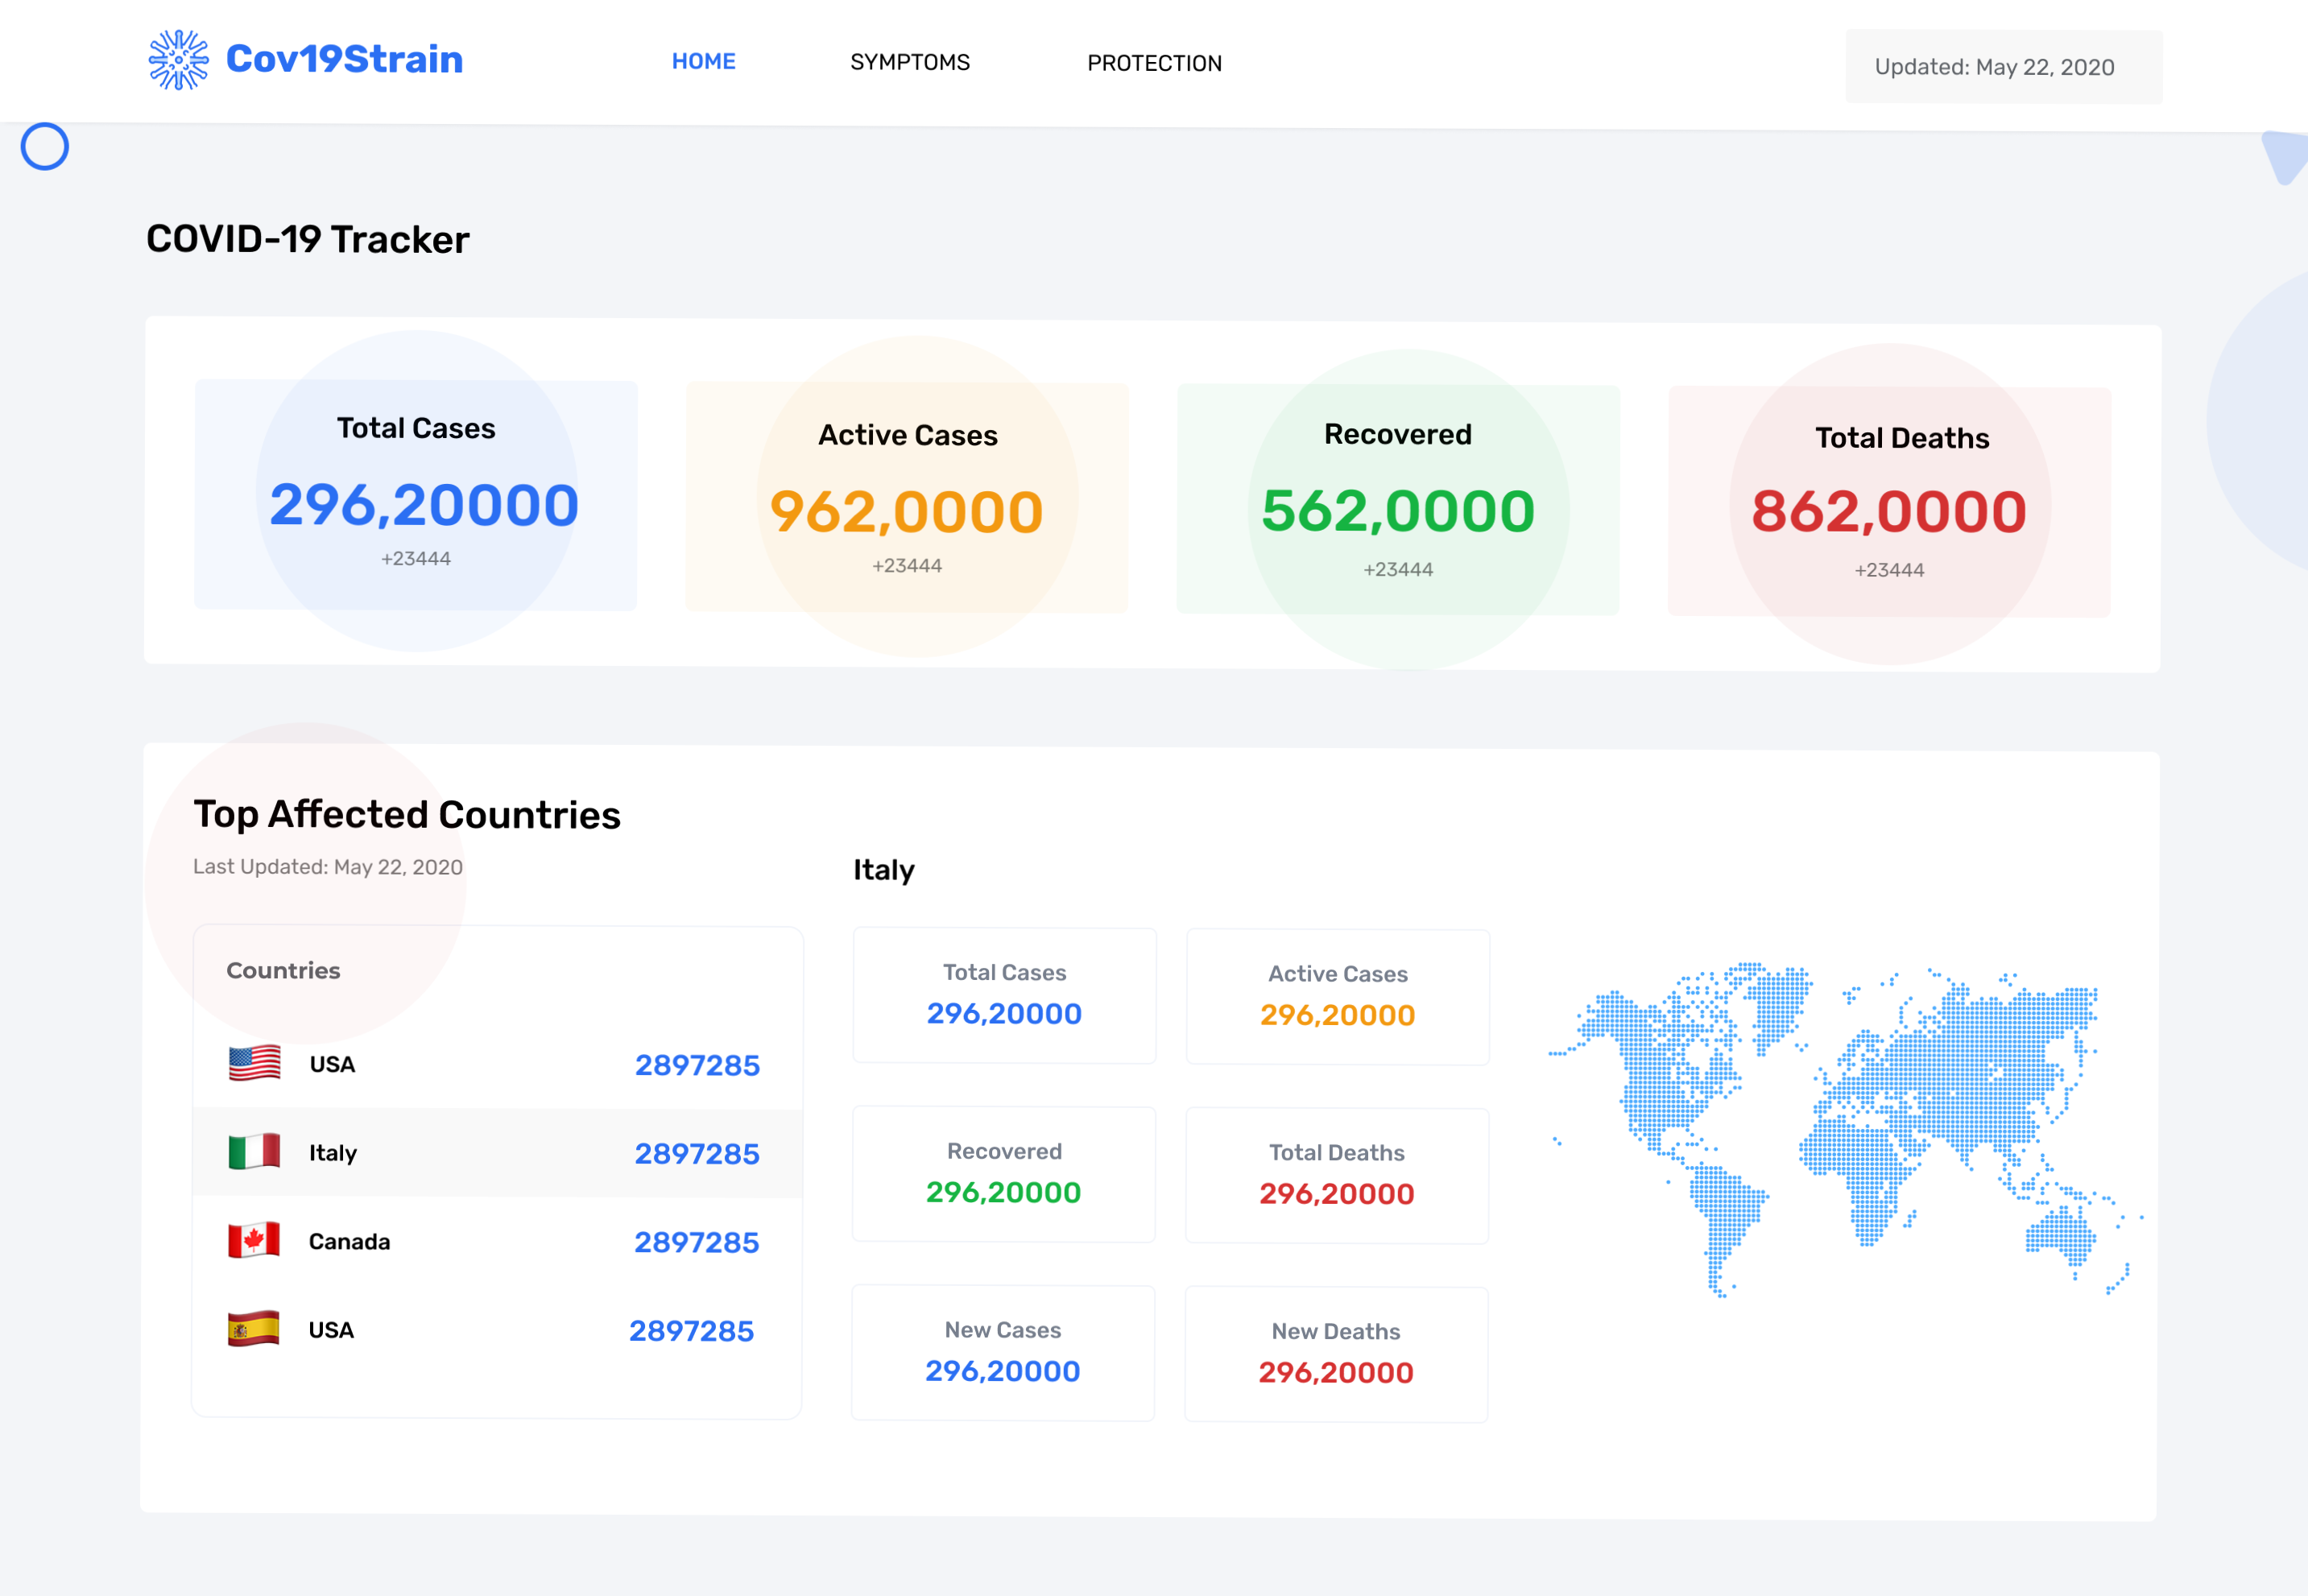 Cov19Strain
HOME
SYMPTOMS
PROTECTION
Updated: May 22, 2020
COVID-19 Tracker
Total Cases
296,20000
+23444
Active Cases
962,0000
+23444
Recovered
562,0000
+23444
Total Deaths
862,0000
+23444
Top Affected Countries
Last Updated: May 22, 2020
Countries
USA 2897285
Italy 2897285
Canada 2897285
USA 2897285
Italy
Total Cases
296,20000
Active Cases
296,20000
Recovered
296,20000
Total Deaths
296,20000
New Cases
296,20000
New Deaths
296,20000